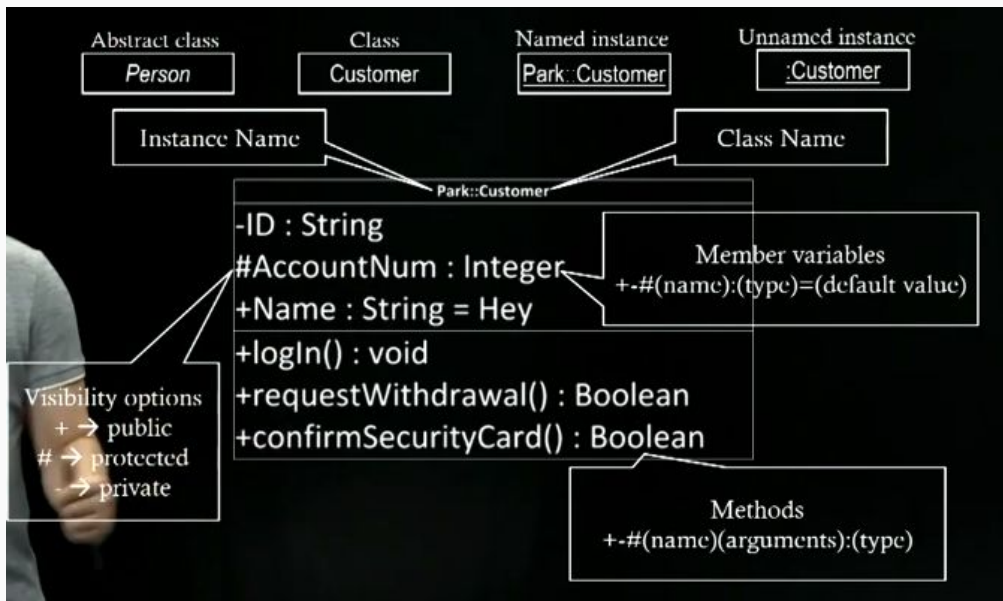 Abstract class
Class
Named instance
Unnamed instance
Person
Customer
Park::Customer
:Customer
Instance Name
Class Name
Park::Customer
-ID : String
#AccountNum : Integer
+Name : String = Hey
Member variables
+-#(name):(type)=(default value)
+logIn() : void
+requestWithdrawal() : Boolean
+confirmSecurityCard() : Boolean
Visibility options
+ → public
# → protected
- → private
Methods
+-#(name)(arguments):(type)